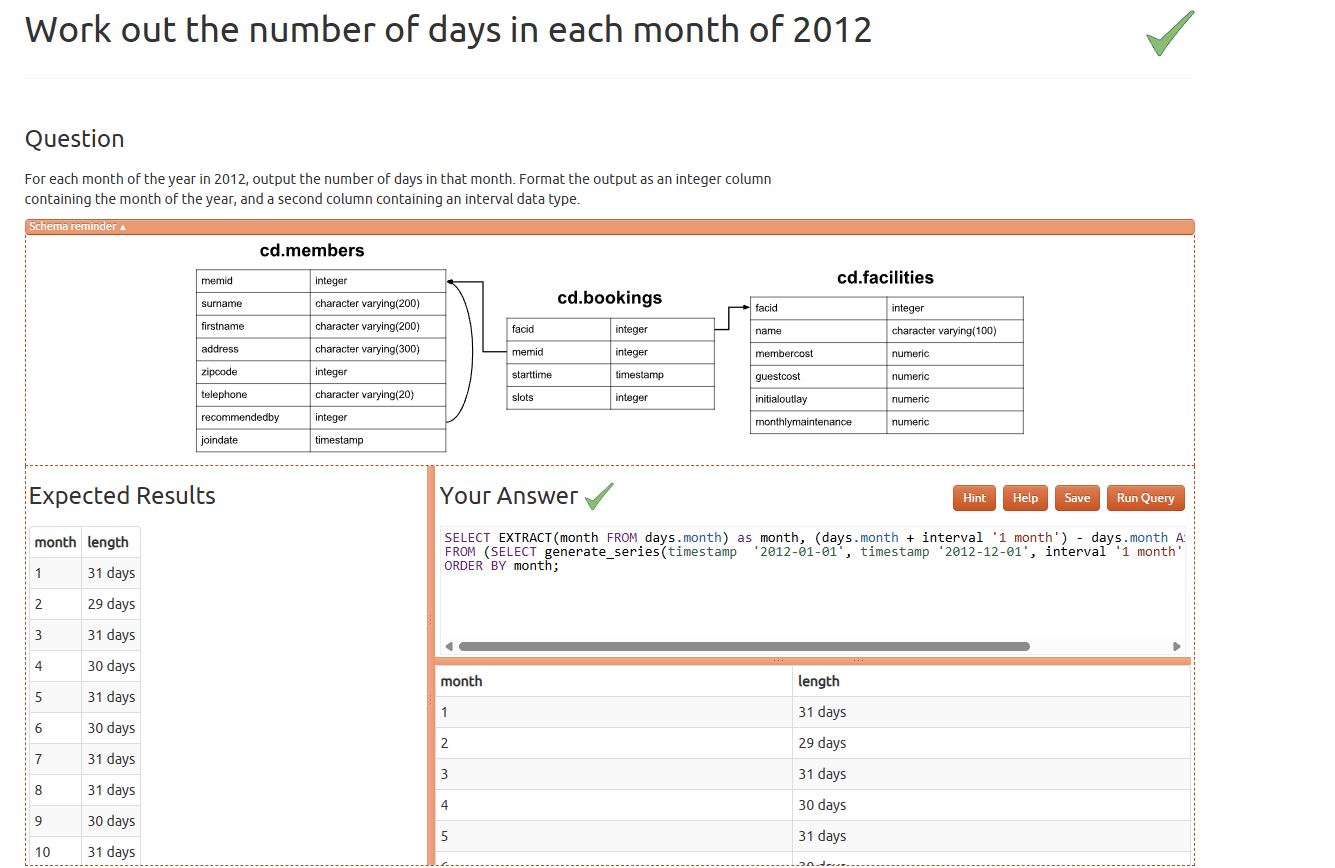 Work out the number of days in each month of 2012
Question
For each month of the year in 2012, output the number of days in that month. Format the output as an integer column
containing the month of the year, and a second column containing an interval data type.
Schema reminder ▲
cd.members
memid integer
surname character varying(200)
firstname character varying(200)
address character varying(300)
zipcode integer
telephone character varying(20)
recommendedby integer
joindate timestamp
cd.bookings
facid integer
memid integer
starttime timestamp
slots integer
cd.facilities
facid integer
name character varying(100)
membercost numeric
guestcost numeric
initialoutlay numeric
monthlymaintenance numeric
Expected Results
month length
1 31 days
2 29 days
3 31 days
4 30 days
5 31 days
6 30 days
7 31 days
8 31 days
9 30 days
10 31 days
Your Answer
Hint Help Save Run Query
SELECT EXTRACT(month FROM days.month) as month, (days.month + interval '1 month') - days.month A
FROM (SELECT generate_series(timestamp  '2012-01-01', timestamp '2012-12-01', interval '1 month'
ORDER BY month;
month length
1 31 days
2 29 days
3 31 days
4 30 days
5 31 days